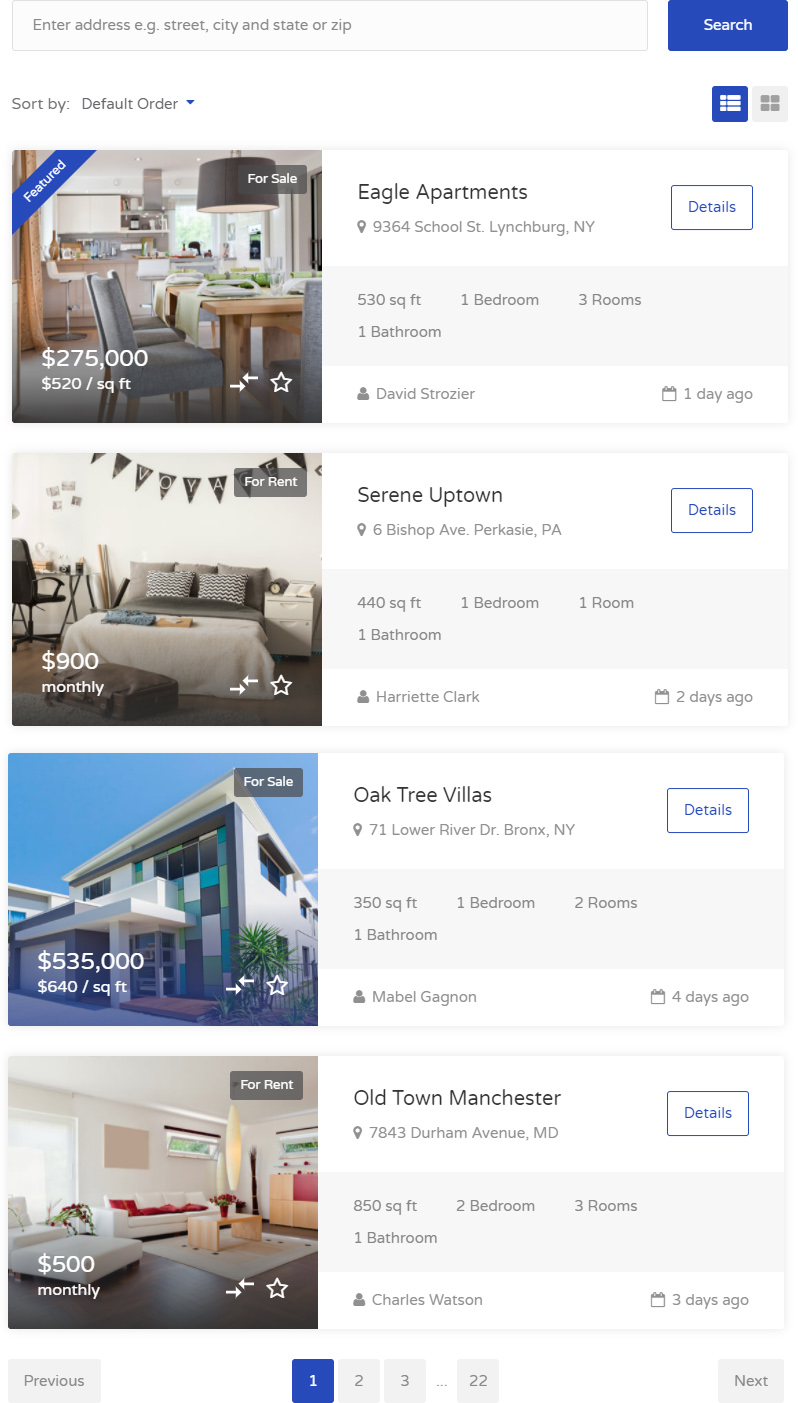 Enter address e.g. street, city and state or zip
Search
Sort by: Default Order
Featured
For Sale
$275,000
$520 / sq ft
Eagle Apartments
9364 School St. Lynchburg, NY
Details
530 sq ft 1 Bedroom 3 Rooms
1 Bathroom
David Strozier 1 day ago
VOYA E
For Rent
$900
monthly
Serene Uptown
6 Bishop Ave. Perkasie, PA
Details
440 sq ft 1 Bedroom 1 Room
1 Bathroom
Harriette Clark 2 days ago
For Sale
$535,000
$640 / sq ft
Oak Tree Villas
71 Lower River Dr. Bronx, NY
Details
350 sq ft 1 Bedroom 2 Rooms
1 Bathroom
Mabel Gagnon 4 days ago
For Rent
$500
monthly
Old Town Manchester
7843 Durham Avenue, MD
Details
850 sq ft 2 Bedroom 3 Rooms
1 Bathroom
Charles Watson 3 days ago
Previous 1 2 3 ... 22 Next